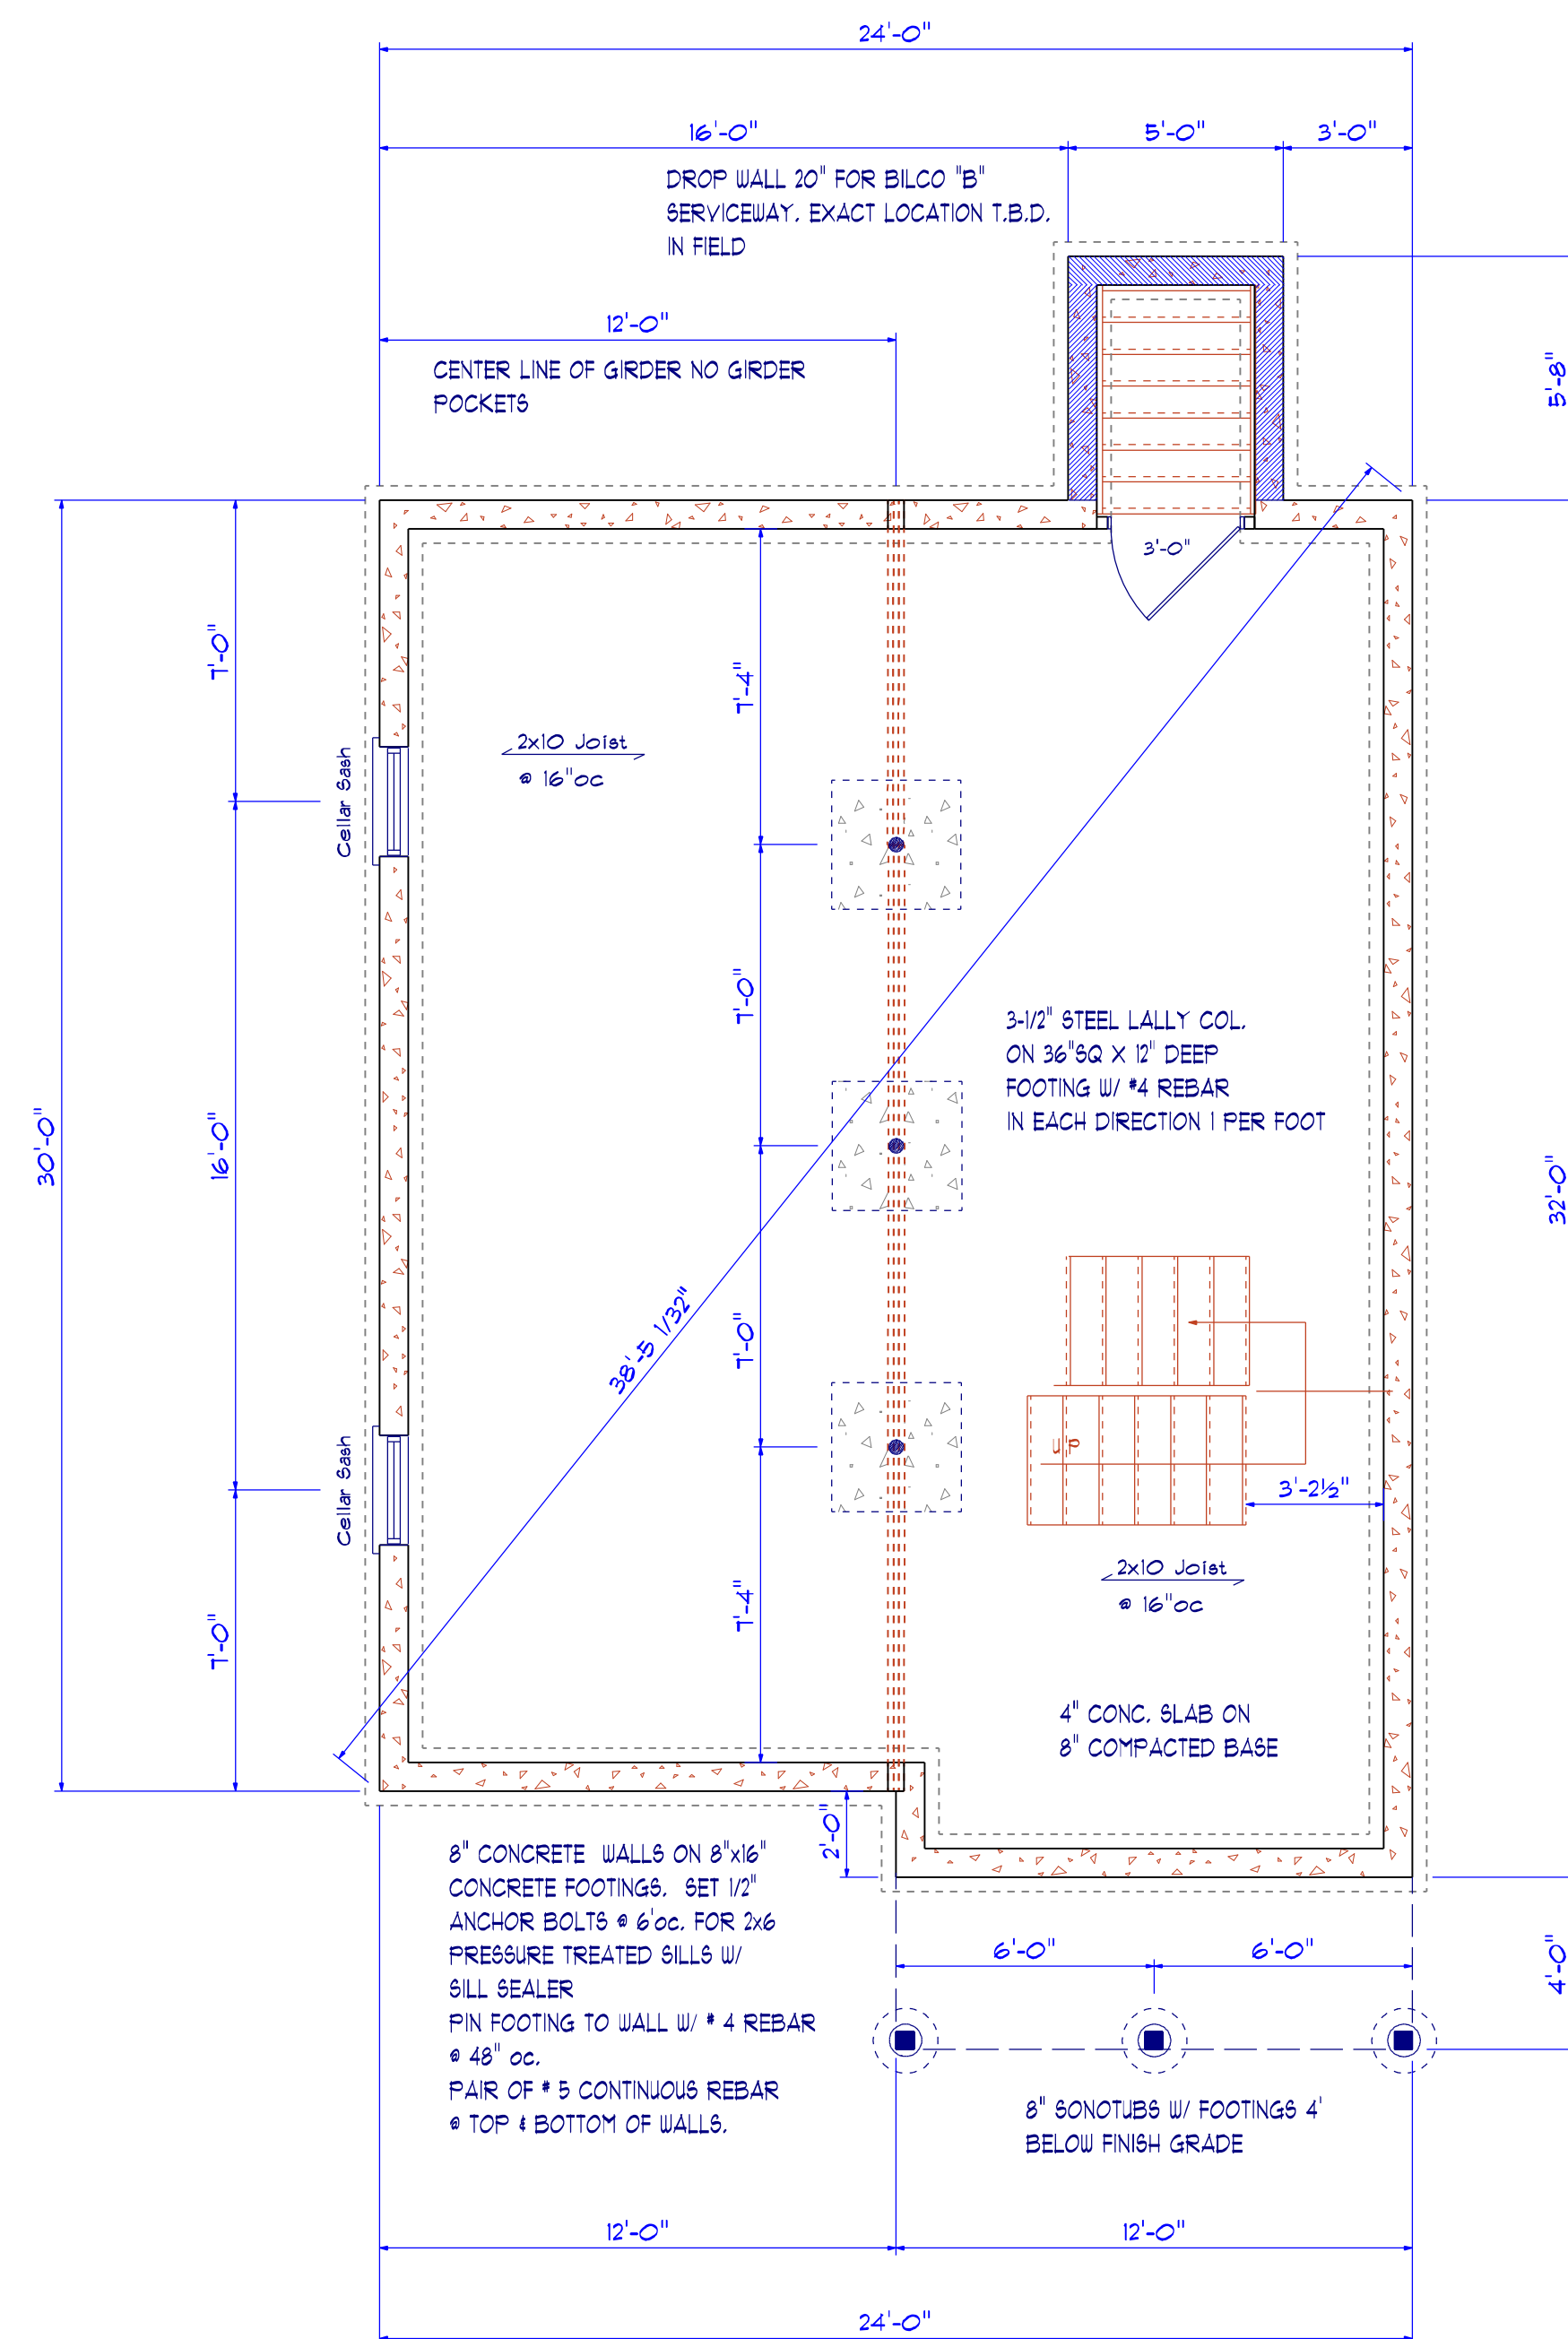 24'-0"
16'-0"
5'-0"
3'-0"
DROP WALL 20" FOR BILCO "B"
SERVICEWAY. EXACT LOCATION T.B.D.
IN FIELD
12'-0"
CENTER LINE OF GIRDER NO GIRDER
POCKETS
5'-8"
3'-0"
7'-0"
7'-4"
2x10 Joist
@ 16"oc
Cellar Sash
7'-0"
3-1/2" STEEL LALLY COL.
ON 36"SQ X 12" DEEP
FOOTING W/ #4 REBAR
IN EACH DIRECTION 1 PER FOOT
30'-0"
16'-0"
32'-0"
38'-5 1/32"
7'-0"
UP
Cellar Sash
3'-2½"
2x10 Joist
@ 16"oc
7'-0"
7'-4"
4" CONC. SLAB ON
8" COMPACTED BASE
2'-0"
8" CONCRETE WALLS ON 8"x16"
CONCRETE FOOTINGS. SET 1/2"
ANCHOR BOLTS @ 6'oc. FOR 2x6
PRESSURE TREATED SILLS W/
SILL SEALER
PIN FOOTING TO WALL W/ # 4 REBAR
@ 48" oc.
PAIR OF # 5 CONTINUOUS REBAR
@ TOP & BOTTOM OF WALLS.
6'-0"
6'-0"
4'-0"
8" SONOTUBS W/ FOOTINGS 4'
BELOW FINISH GRADE
12'-0"
12'-0"
24'-0"